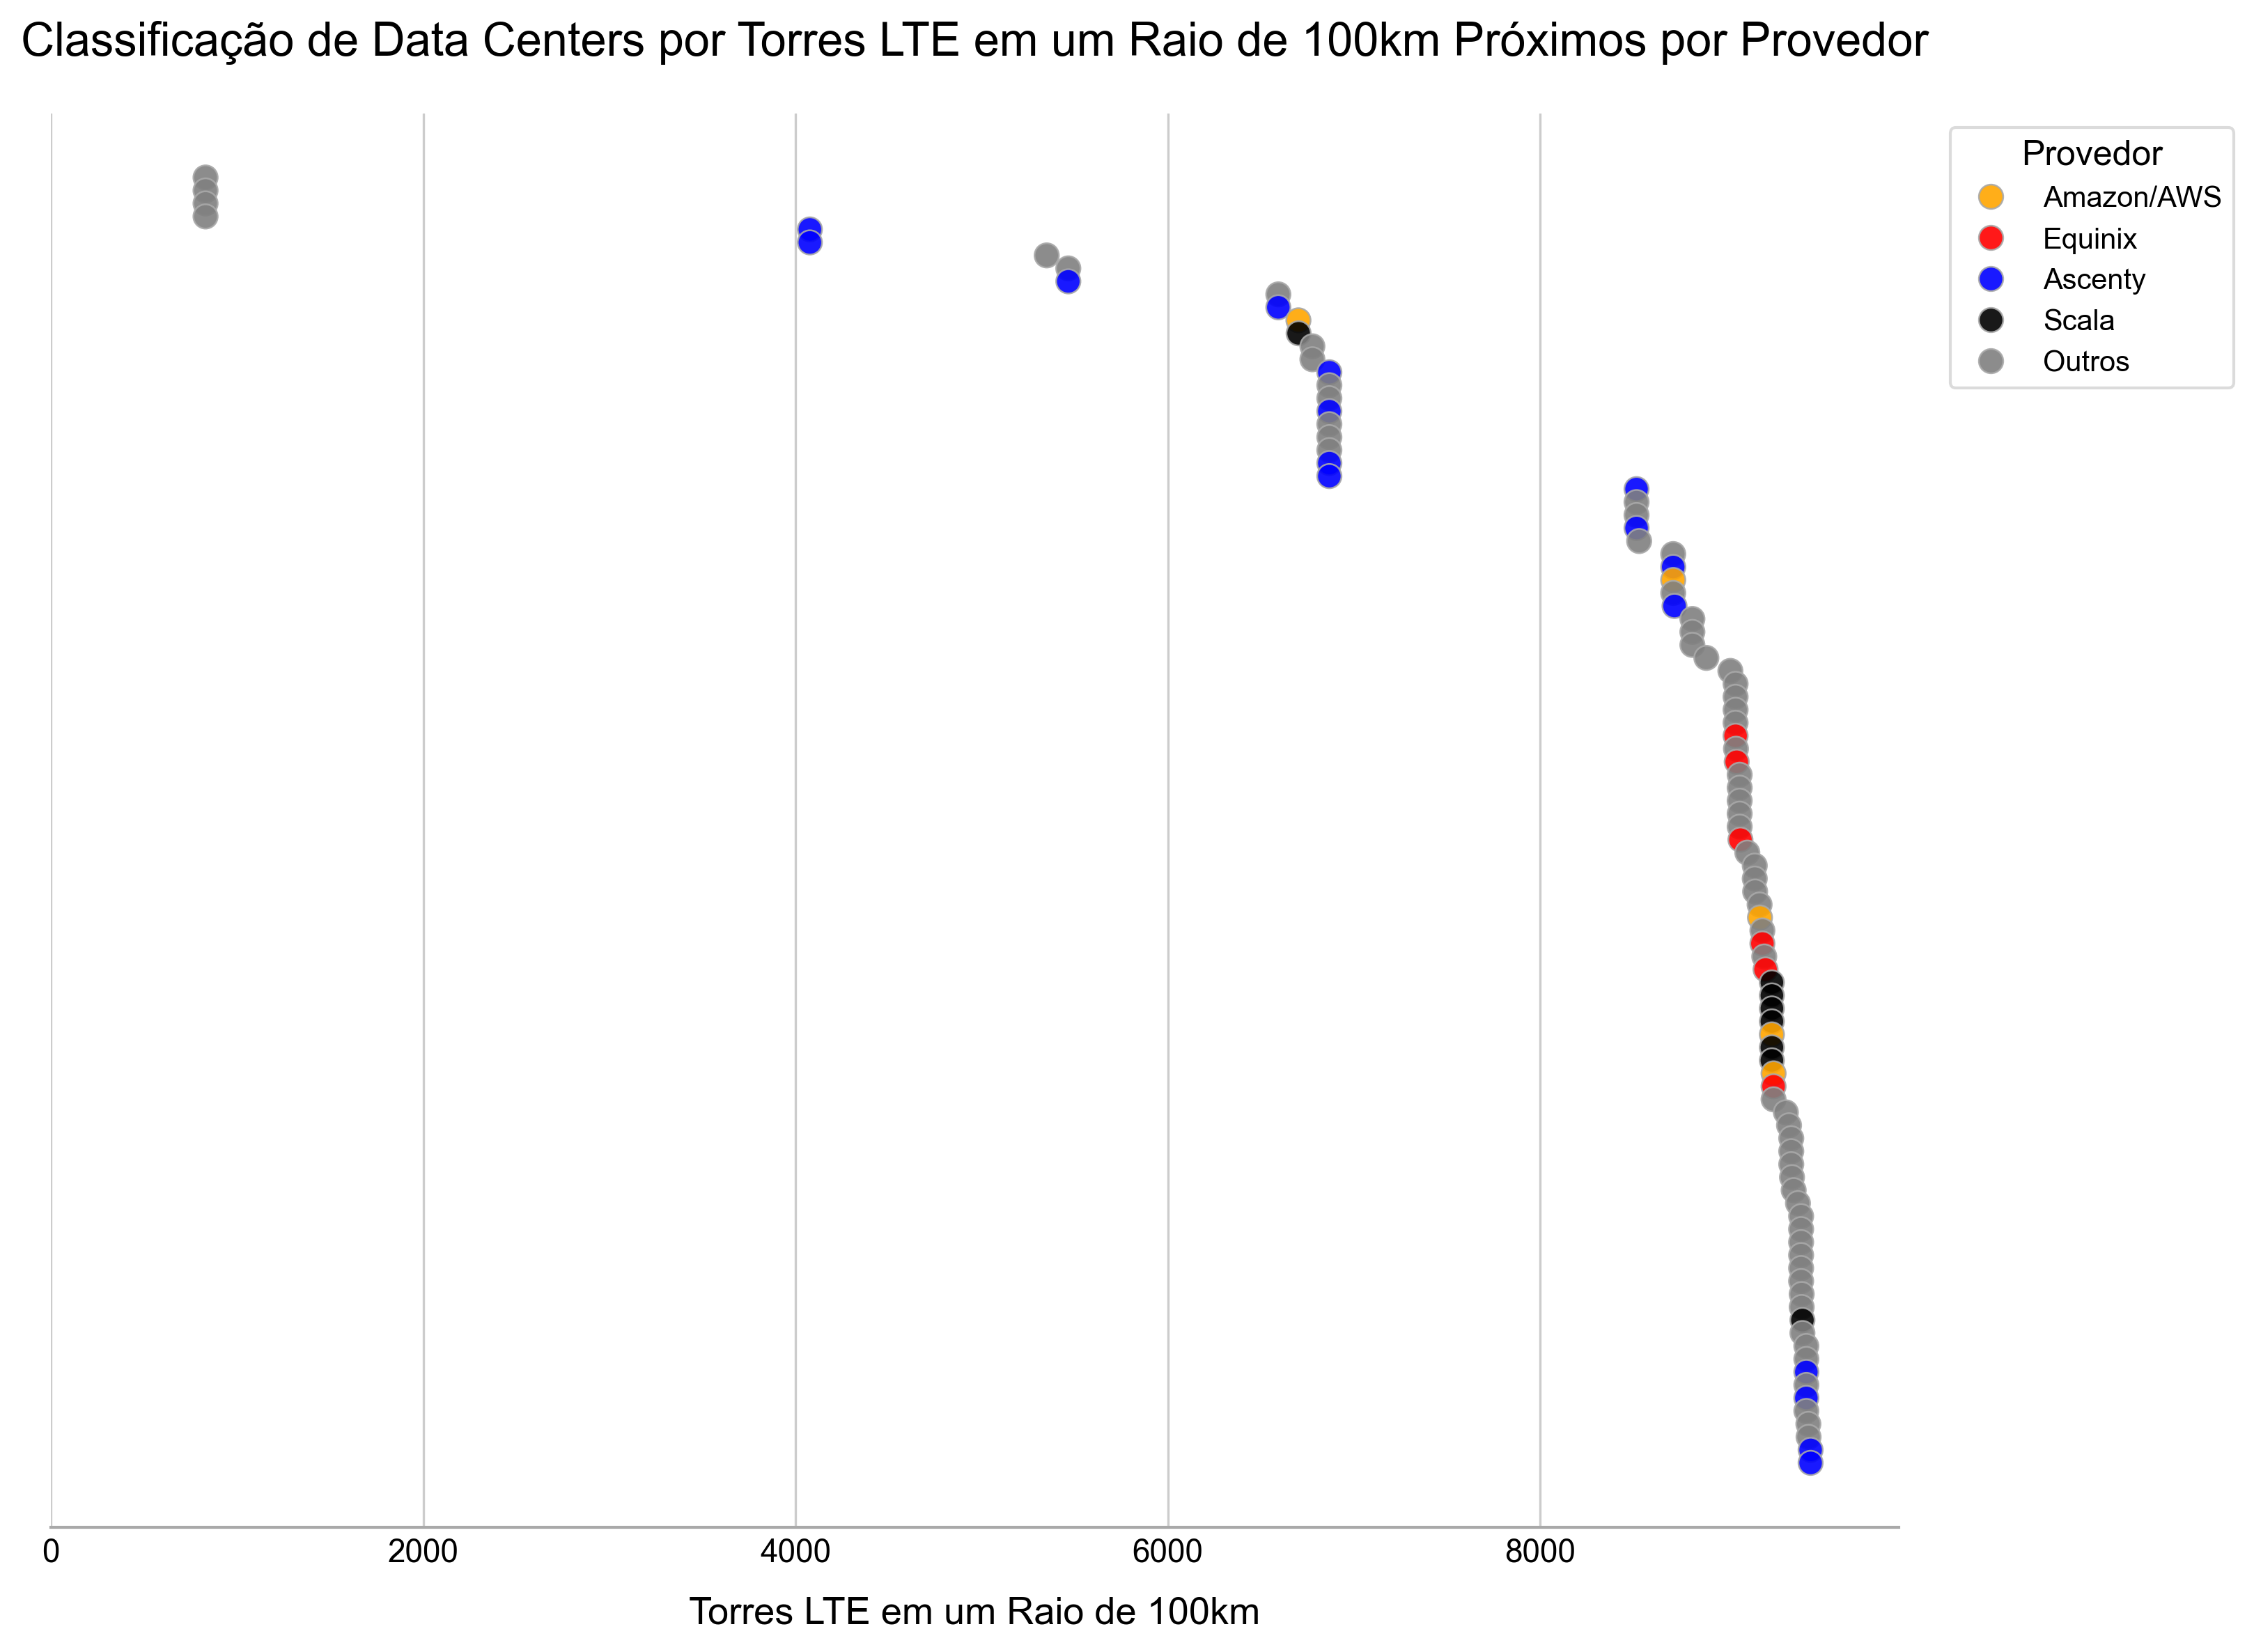 Classificação de Data Centers por Torres LTE em um Raio de 100km Próximos por Provedor
Provedor
Amazon/AWS
Equinix
Ascenty
Scala
Outros
0 2000 4000 6000 8000
Torres LTE em um Raio de 100km